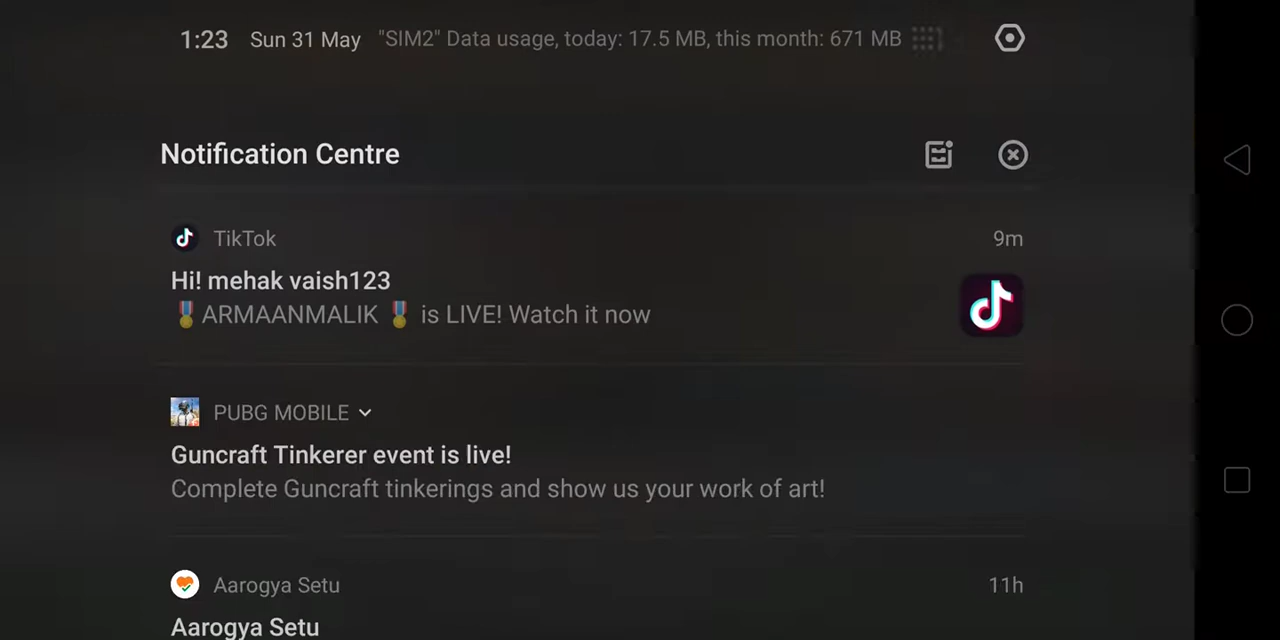 1:23 Sun 31 May "SIM2" Data usage, today: 17.5 MB, this month: 671 MB
Notification Centre
TikTok 9m
Hi! mehak vaish123
🏅ARMAANMALIK 🏅 is LIVE! Watch it now
PUBG MOBILE
Guncraft Tinkerer event is live!
Complete Guncraft tinkerings and show us your work of art!
Aarogya Setu 11h
Aarogya Setu